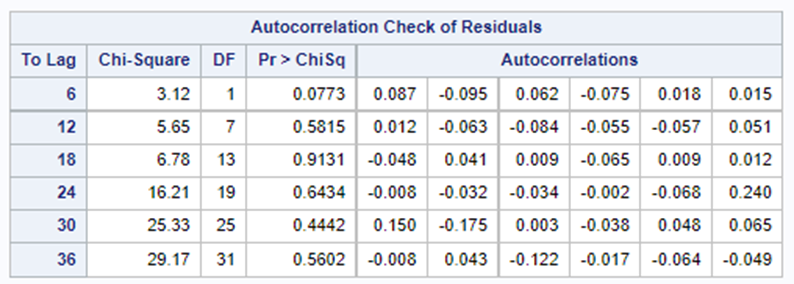 Autocorrelation Check of Residuals
To Lag Chi-Square DF Pr > ChiSq Autocorrelations
6 3.12 1 0.0773 0.087 -0.095 0.062 -0.075 0.018 0.015
12 5.65 7 0.5815 0.012 -0.063 -0.084 -0.055 -0.057 0.051
18 6.78 13 0.9131 -0.048 0.041 0.009 -0.065 0.009 0.012
24 16.21 19 0.6434 -0.008 -0.032 -0.034 -0.002 -0.068 0.240
30 25.33 25 0.4442 0.150 -0.175 0.003 -0.038 0.048 0.065
36 29.17 31 0.5602 -0.008 0.043 -0.122 -0.017 -0.064 -0.049